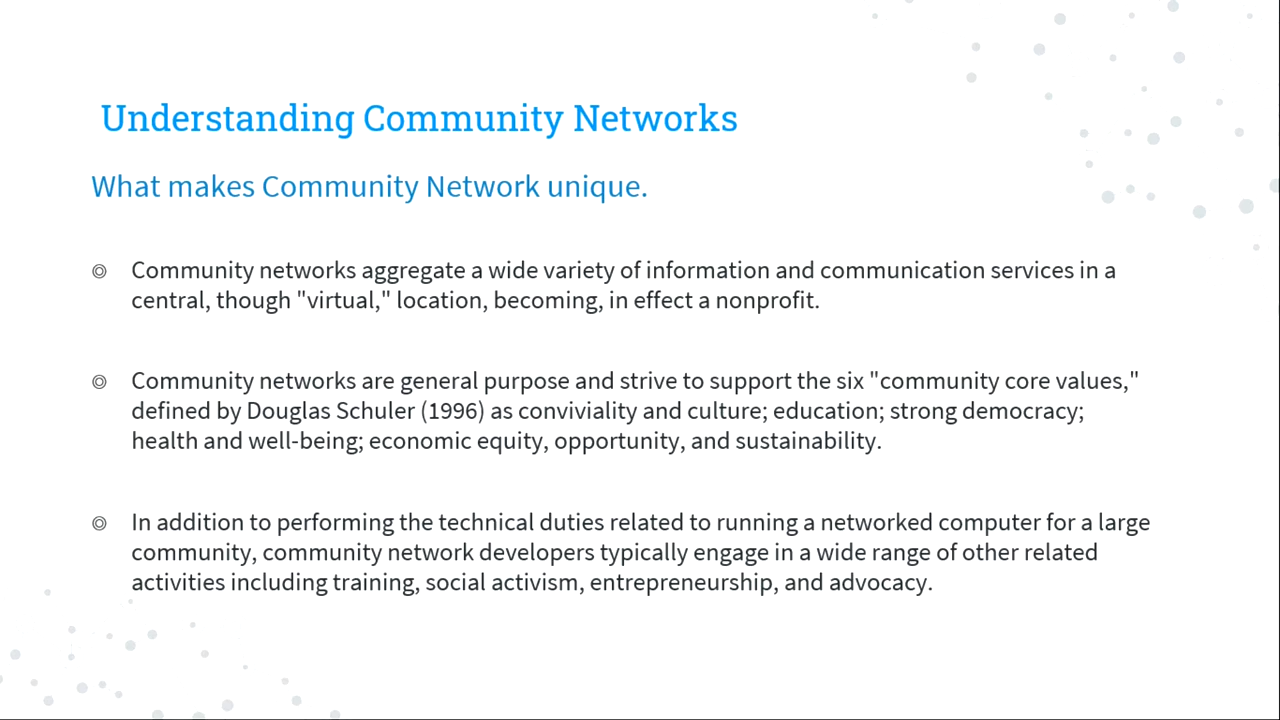 Understanding Community Networks
What makes Community Network unique.
Community networks aggregate a wide variety of information and communication services in a
central, though "virtual," location, becoming, in effect a nonprofit.
Community networks are general purpose and strive to support the six "community core values,"
defined by Douglas Schuler (1996) as conviviality and culture; education; strong democracy;
health and well-being; economic equity, opportunity, and sustainability.
In addition to performing the technical duties related to running a networked computer for a large
community, community network developers typically engage in a wide range of other related
activities including training, social activism, entrepreneurship, and advocacy.